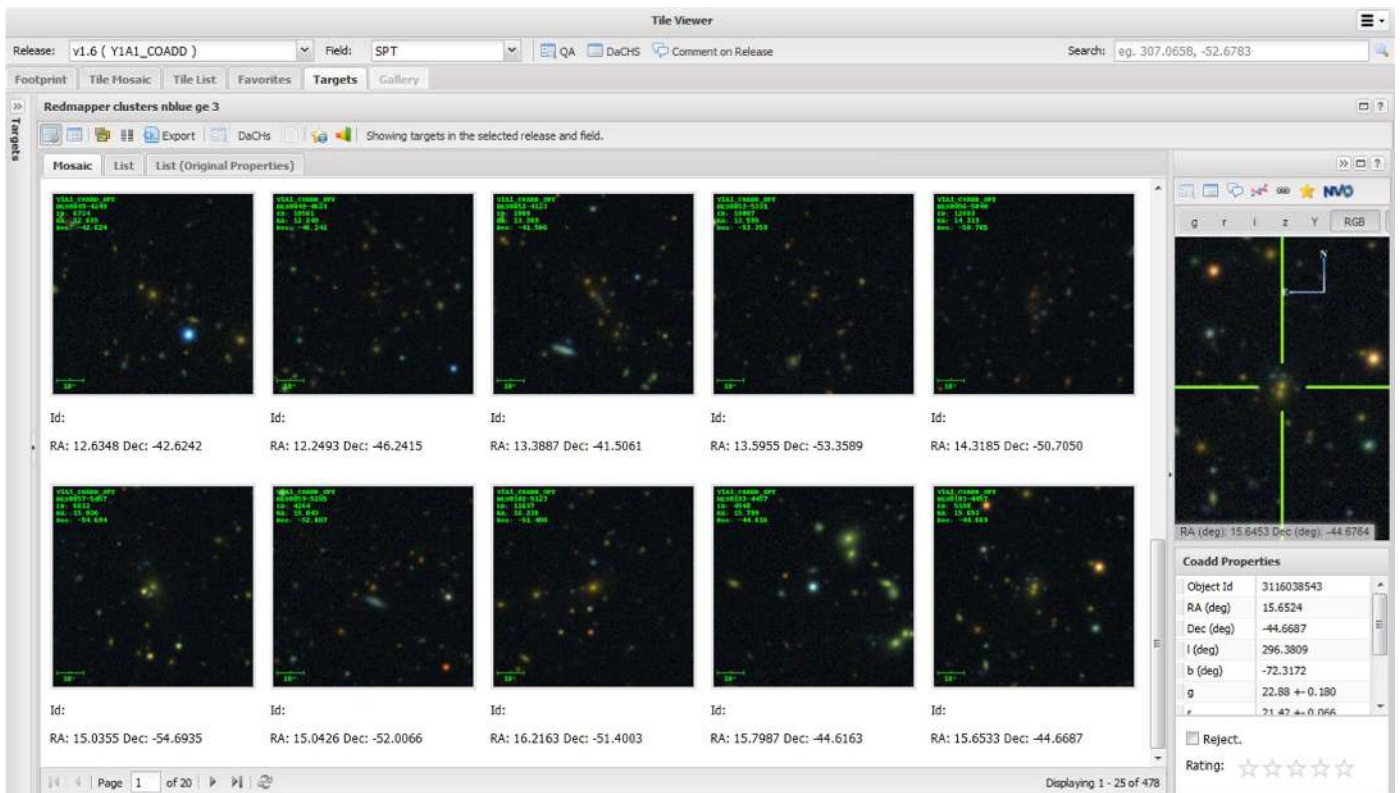 Tile Viewer
Release: v1.6 ( Y1A1_COADD ) Field: SPT QA DaCHS Comment on Release Search: eg. 307.0658, -52.6783
Footprint Tile Mosaic Tile List Favorites Targets Gallery
Targets
Redmapper clusters nblue ge 3
Export DaCHs Showing targets in the selected release and field.
Mosaic List List (Original Properties)
NVO
g r i z Y RGB
N
Id: Id: Id: Id: Id:
RA: 12.6348 Dec: -42.6242 RA: 12.2493 Dec: -46.2415 RA: 13.3887 Dec: -41.5061 RA: 13.5955 Dec: -53.3589 RA: 14.3185 Dec: -50.7050
RA (deg): 15.6453 Dec (deg): -44.6764
Coadd Properties
Object Id 3116038543
RA (deg) 15.6524
Dec (deg) -44.6687
l (deg) 296.3809
b (deg) -72.3172
g 22.88 +- 0.180
r 21.42 +- 0.066
Id: Id: Id: Id: Id:
RA: 15.0355 Dec: -54.6935 RA: 15.0426 Dec: -52.0066 RA: 16.2163 Dec: -51.4003 RA: 15.7987 Dec: -44.6163 RA: 15.6533 Dec: -44.6687
Reject.
Rating:
Page 1 of 20 Displaying 1 - 25 of 478